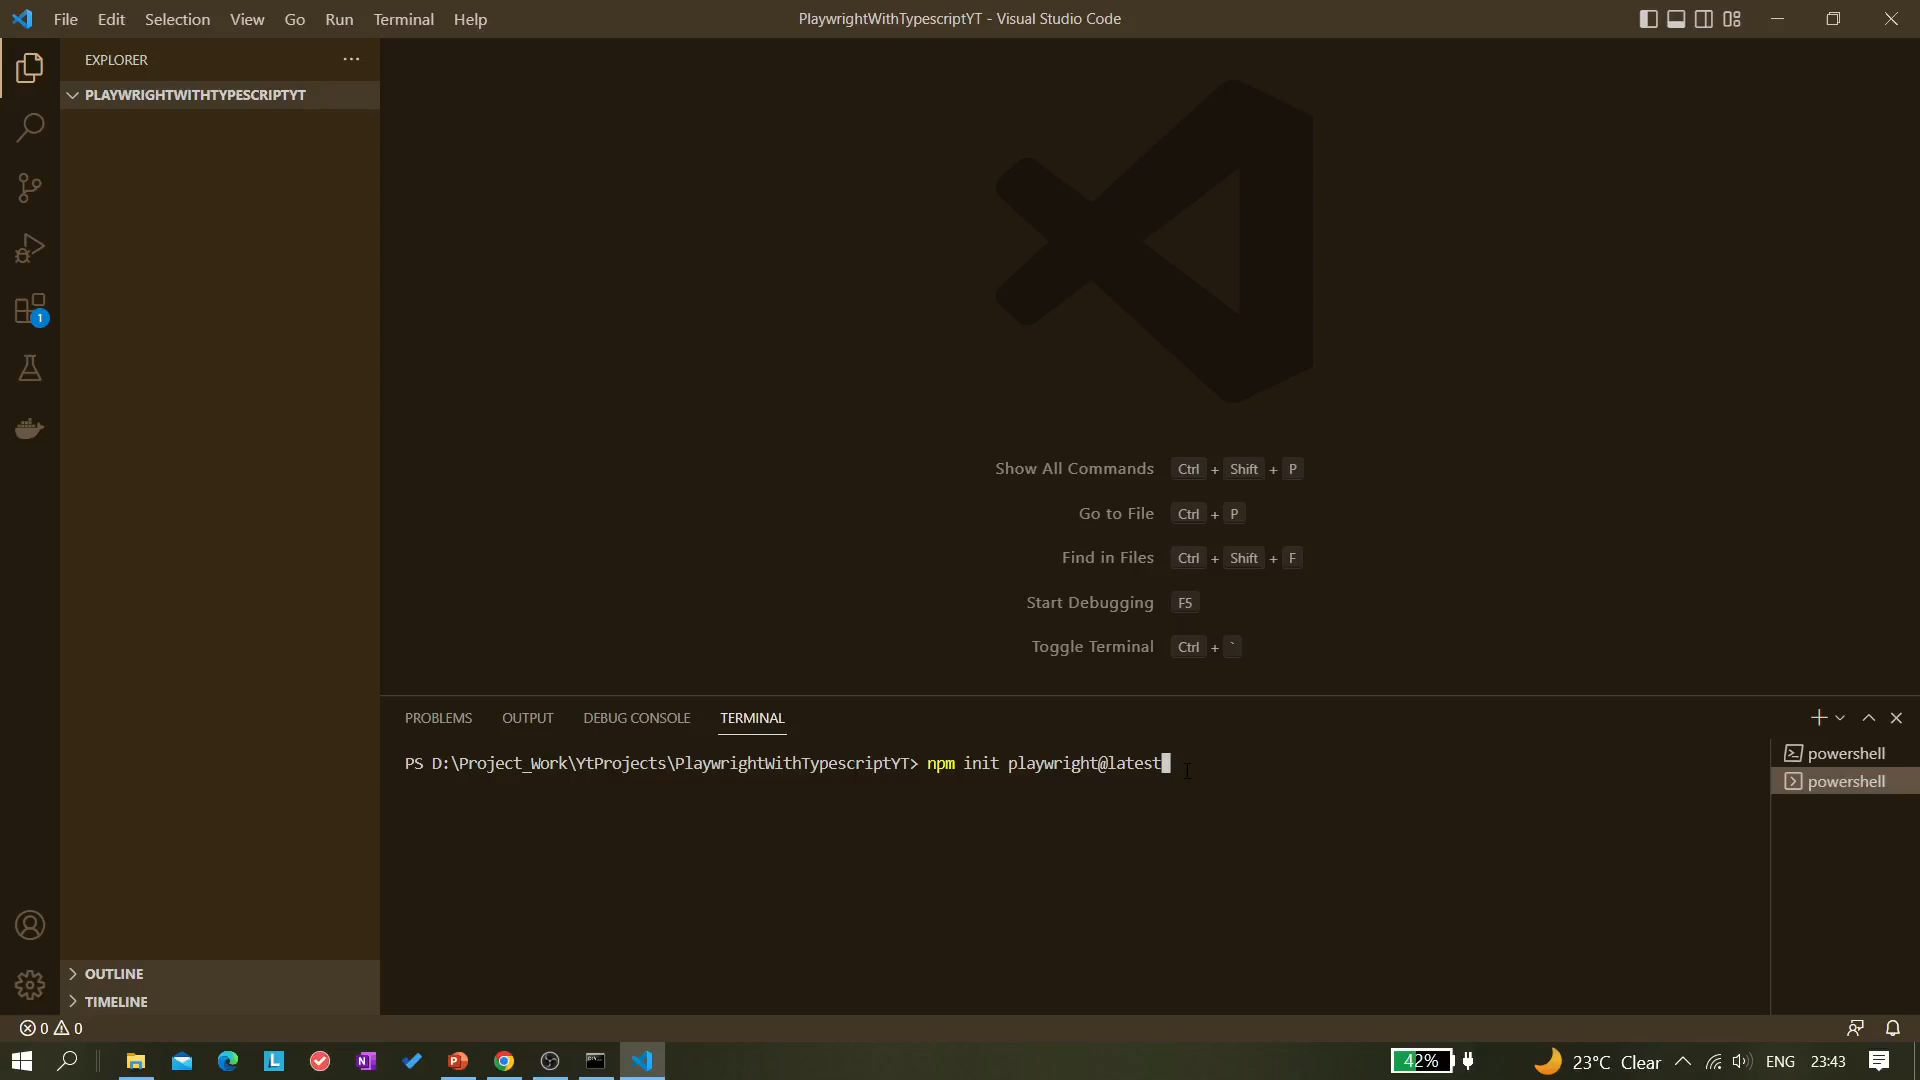 File Edit Selection View Go Run Terminal Help
PlaywrightWithTypescriptYT - Visual Studio Code
EXPLORER
PLAYWRIGHTWITHTYPESCRIPTYT
1
Show All Commands Ctrl + Shift + P
Go to File Ctrl + P
Find in Files Ctrl + Shift + F
Start Debugging F5
Toggle Terminal Ctrl + `
PROBLEMS OUTPUT DEBUG CONSOLE TERMINAL
PS D:\Project_Work\YtProjects\PlaywrightWithTypescriptYT> npm init playwright@latest
powershell
powershell
OUTLINE
TIMELINE
0 0
42% 23°C Clear ENG 23:43